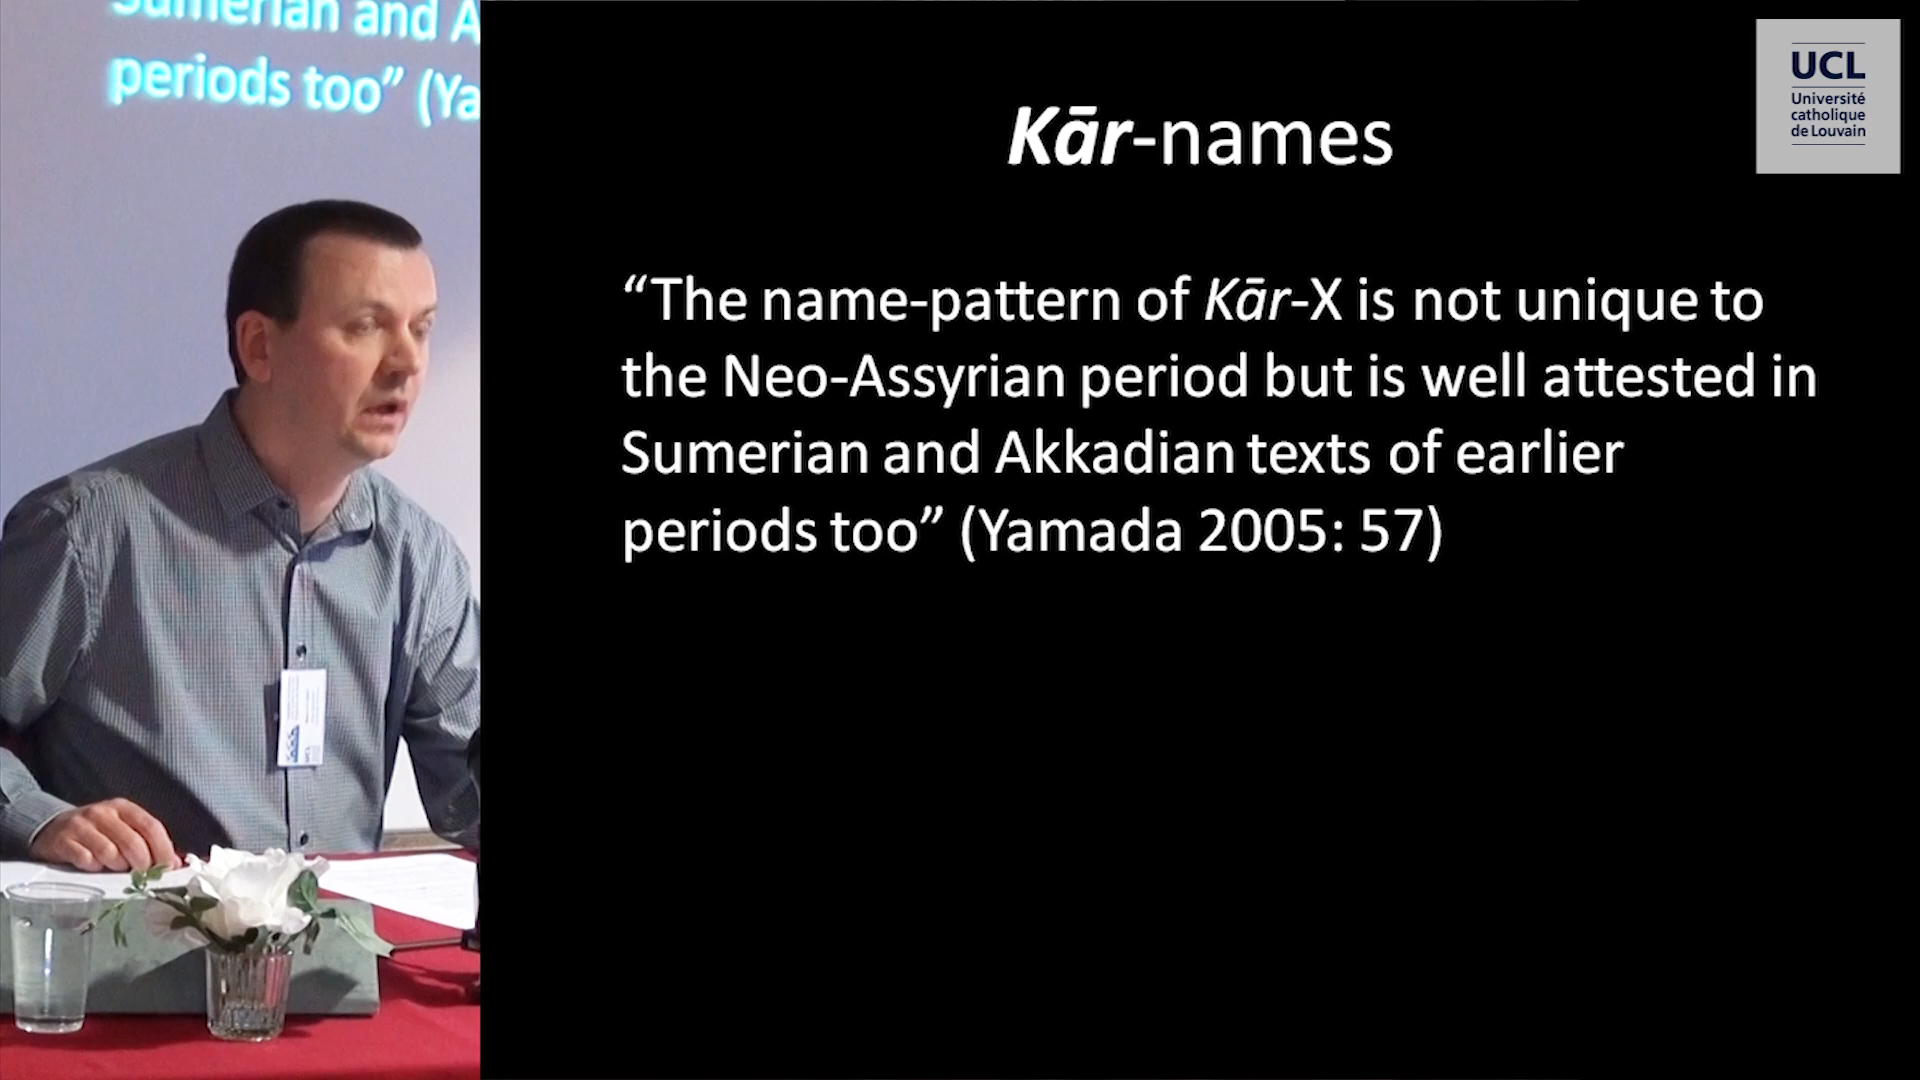 Sumerian and A
periods too” (Ya
Kār-names
“The name-pattern of Kār-X is not unique to
the Neo-Assyrian period but is well attested in
Sumerian and Akkadian texts of earlier
periods too” (Yamada 2005: 57)
UCL
Université
catholique
de Louvain